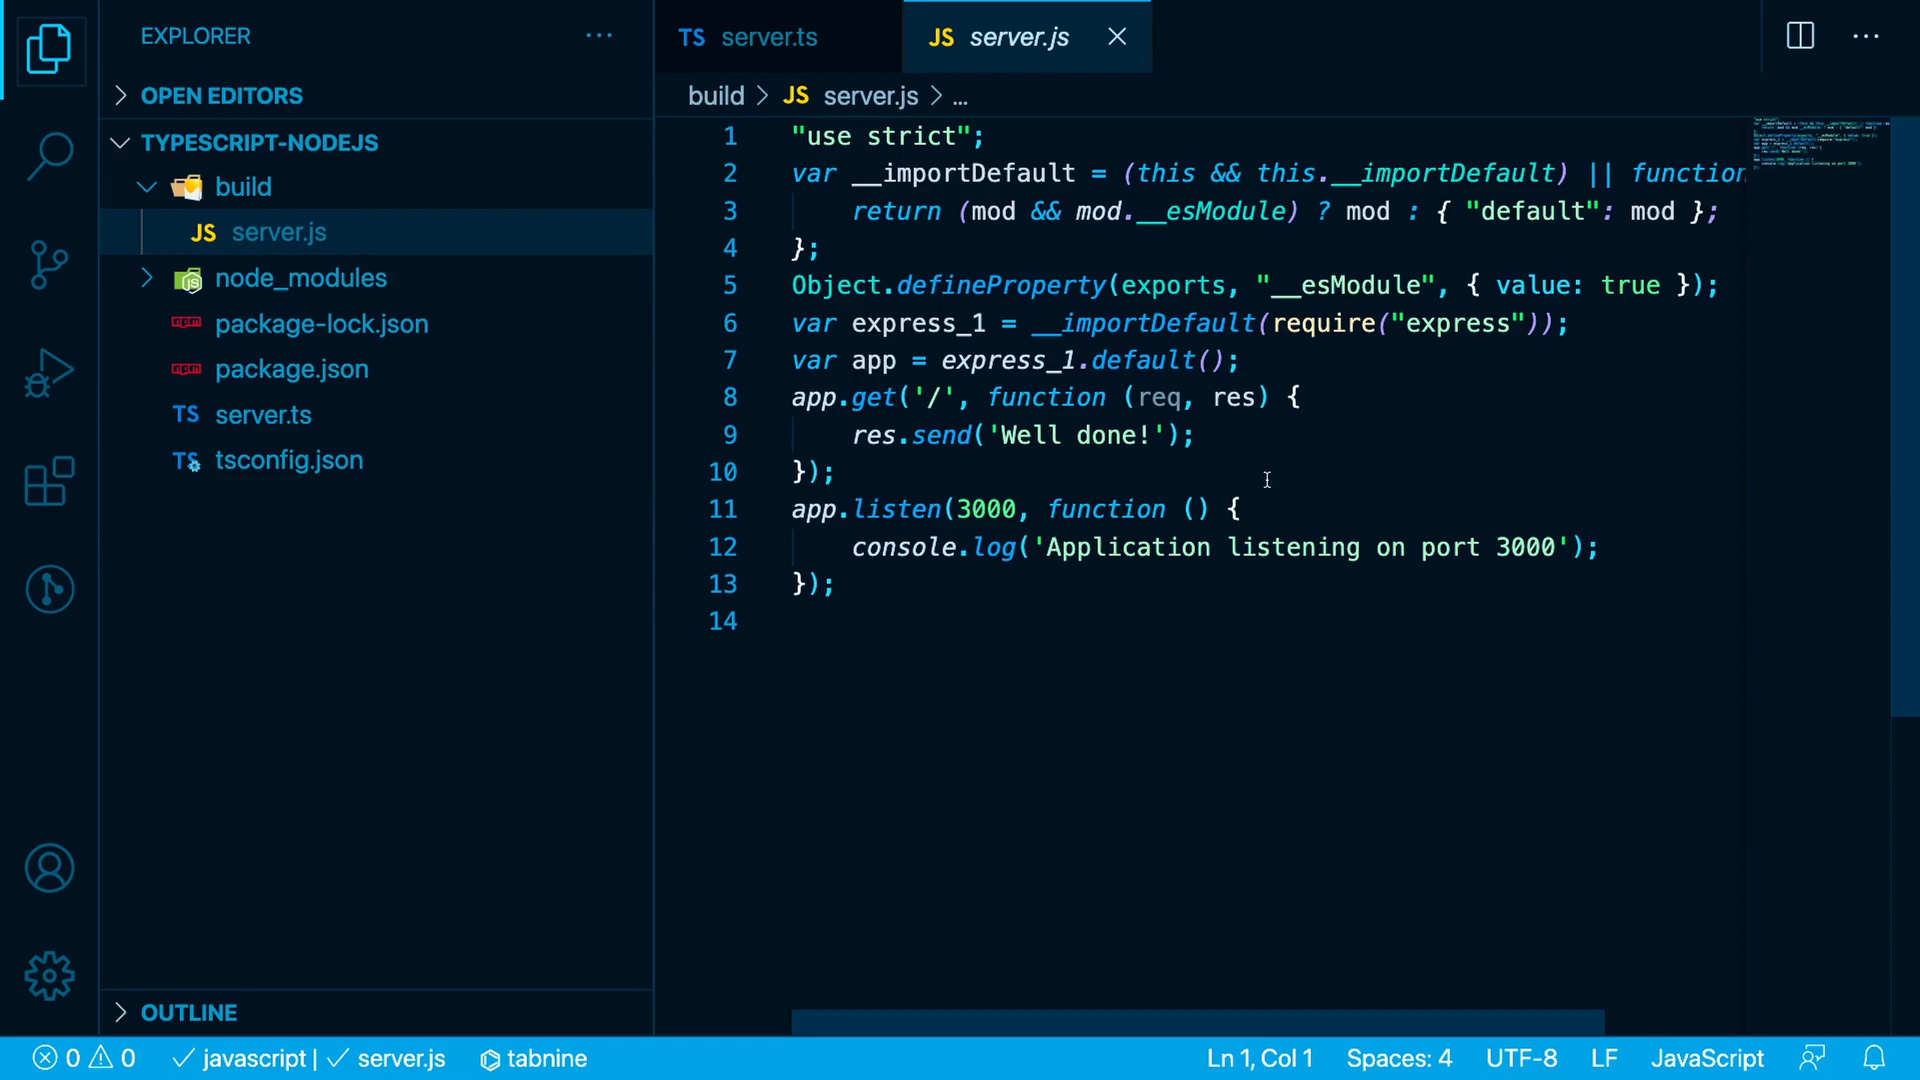 EXPLORER
OPEN EDITORS
TYPESCRIPT-NODEJS
build
JS server.js
node_modules
package-lock.json
package.json
TS server.ts
TS tsconfig.json
OUTLINE
TS server.ts
JS server.js
build > JS server.js > ...
1 "use strict";
2 var __importDefault = (this && this.__importDefault) || function
3 return (mod && mod.__esModule) ? mod : { "default": mod };
4 };
5 Object.defineProperty(exports, "__esModule", { value: true });
6 var express_1 = __importDefault(require("express"));
7 var app = express_1.default();
8 app.get('/', function (req, res) {
9 res.send('Well done!');
10 });
11 app.listen(3000, function () {
12 console.log('Application listening on port 3000');
13 });
14
0 0 javascript | server.js tabnine Ln 1, Col 1 Spaces: 4 UTF-8 LF JavaScript